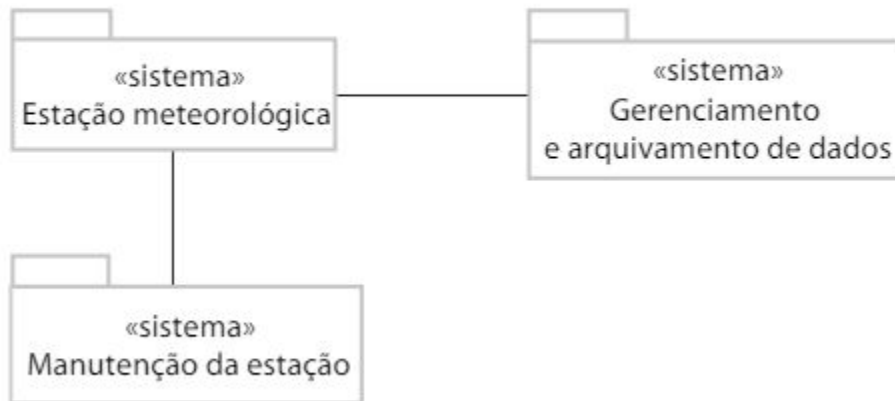 «sistema»
Estação meteorológica
«sistema»
Gerenciamento
e arquivamento de dados
«sistema»
Manutenção da estação